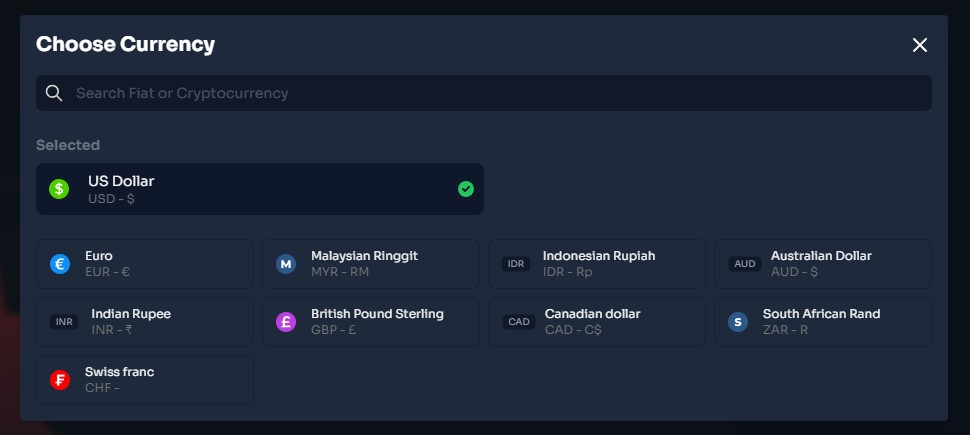 Choose Currency
Search Fiat or Cryptocurrency
Selected
$ US Dollar
USD - $
€ Euro
EUR - €
M Malaysian Ringgit
MYR - RM
IDR Indonesian Rupiah
IDR - Rp
AUD Australian Dollar
AUD - $
INR Indian Rupee
INR - ₹
£ British Pound Sterling
GBP - £
CAD Canadian dollar
CAD - C$
S South African Rand
ZAR - R
₣ Swiss franc
CHF -